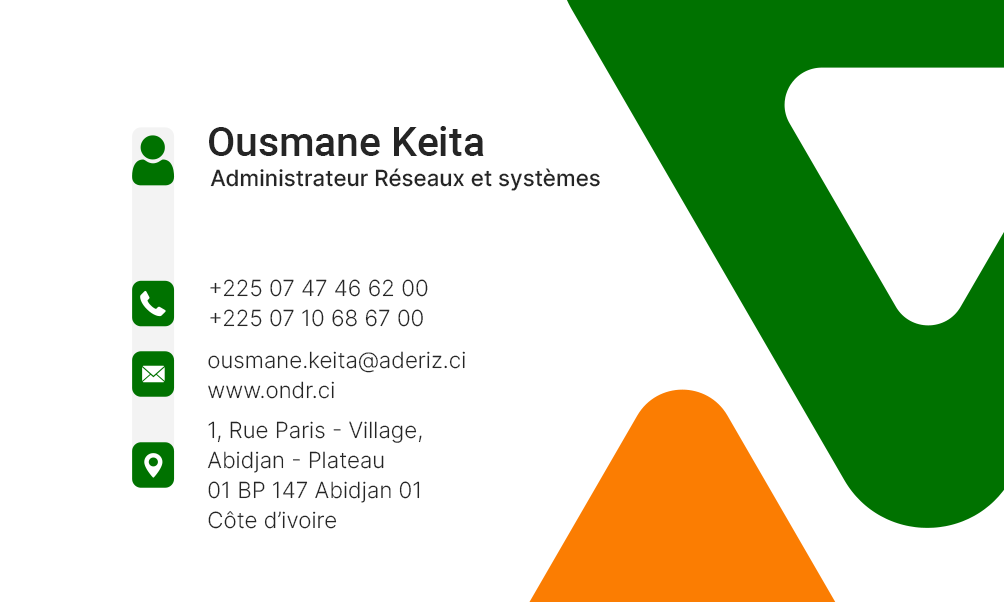 Ousmane Keita
Administrateur Réseaux et systèmes
+225 07 47 46 62 00
+225 07 10 68 67 00
ousmane.keita@aderiz.ci
www.ondr.ci
1, Rue Paris - Village,
Abidjan - Plateau
01 BP 147 Abidjan 01
Côte d’ivoire